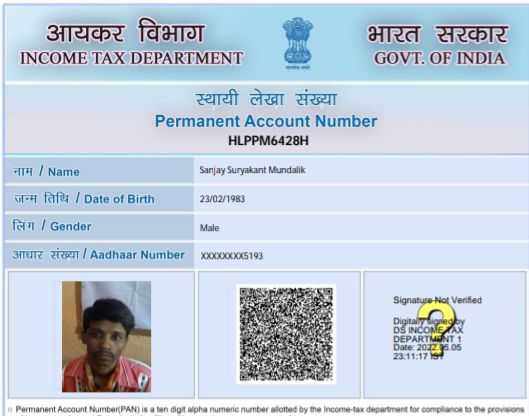 आयकर विभाग
INCOME TAX DEPARTMENT
भारत सरकार
GOVT. OF INDIA
स्थायी लेखा संख्या
Permanent Account Number
HLPPM6428H
नाम / Name
Sanjay Suryakant Mundalik
जन्म तिथि / Date of Birth
23/02/1983
लिंग / Gender
Male
आधार संख्या / Aadhaar Number
XXXXXXXX5193
Signature Not Verified
Digitally signed by
DS INCOME TAX
DEPARTMENT 1
Date: 2022.05.05
23:11:17 IST
Permanent Account Number(PAN) is a ten digit alpha numeric number allotted by the Income-tax department for compliance to the provisions